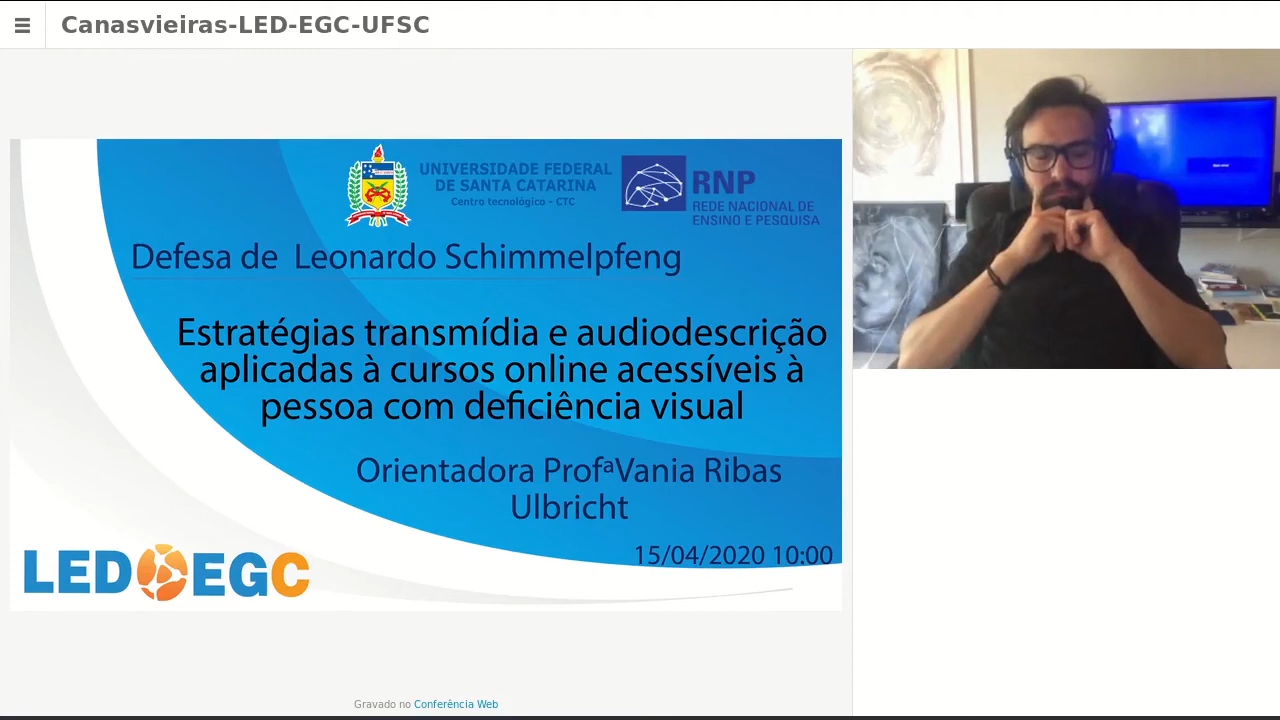 Canasvieiras-LED-EGC-UFSC
UNIVERSIDADE FEDERAL
DE SANTA CATARINA
Centro tecnológico - CTC
RNP
REDE NACIONAL DE
ENSINO E PESQUISA
Defesa de Leonardo Schimmelpfeng
Estratégias transmídia e audiodescrição
aplicadas à cursos online acessíveis à
pessoa com deficiência visual
Orientadora ProfªVania Ribas
Ulbricht
15/04/2020 10:00
LED EGC
Gravado no Conferência Web